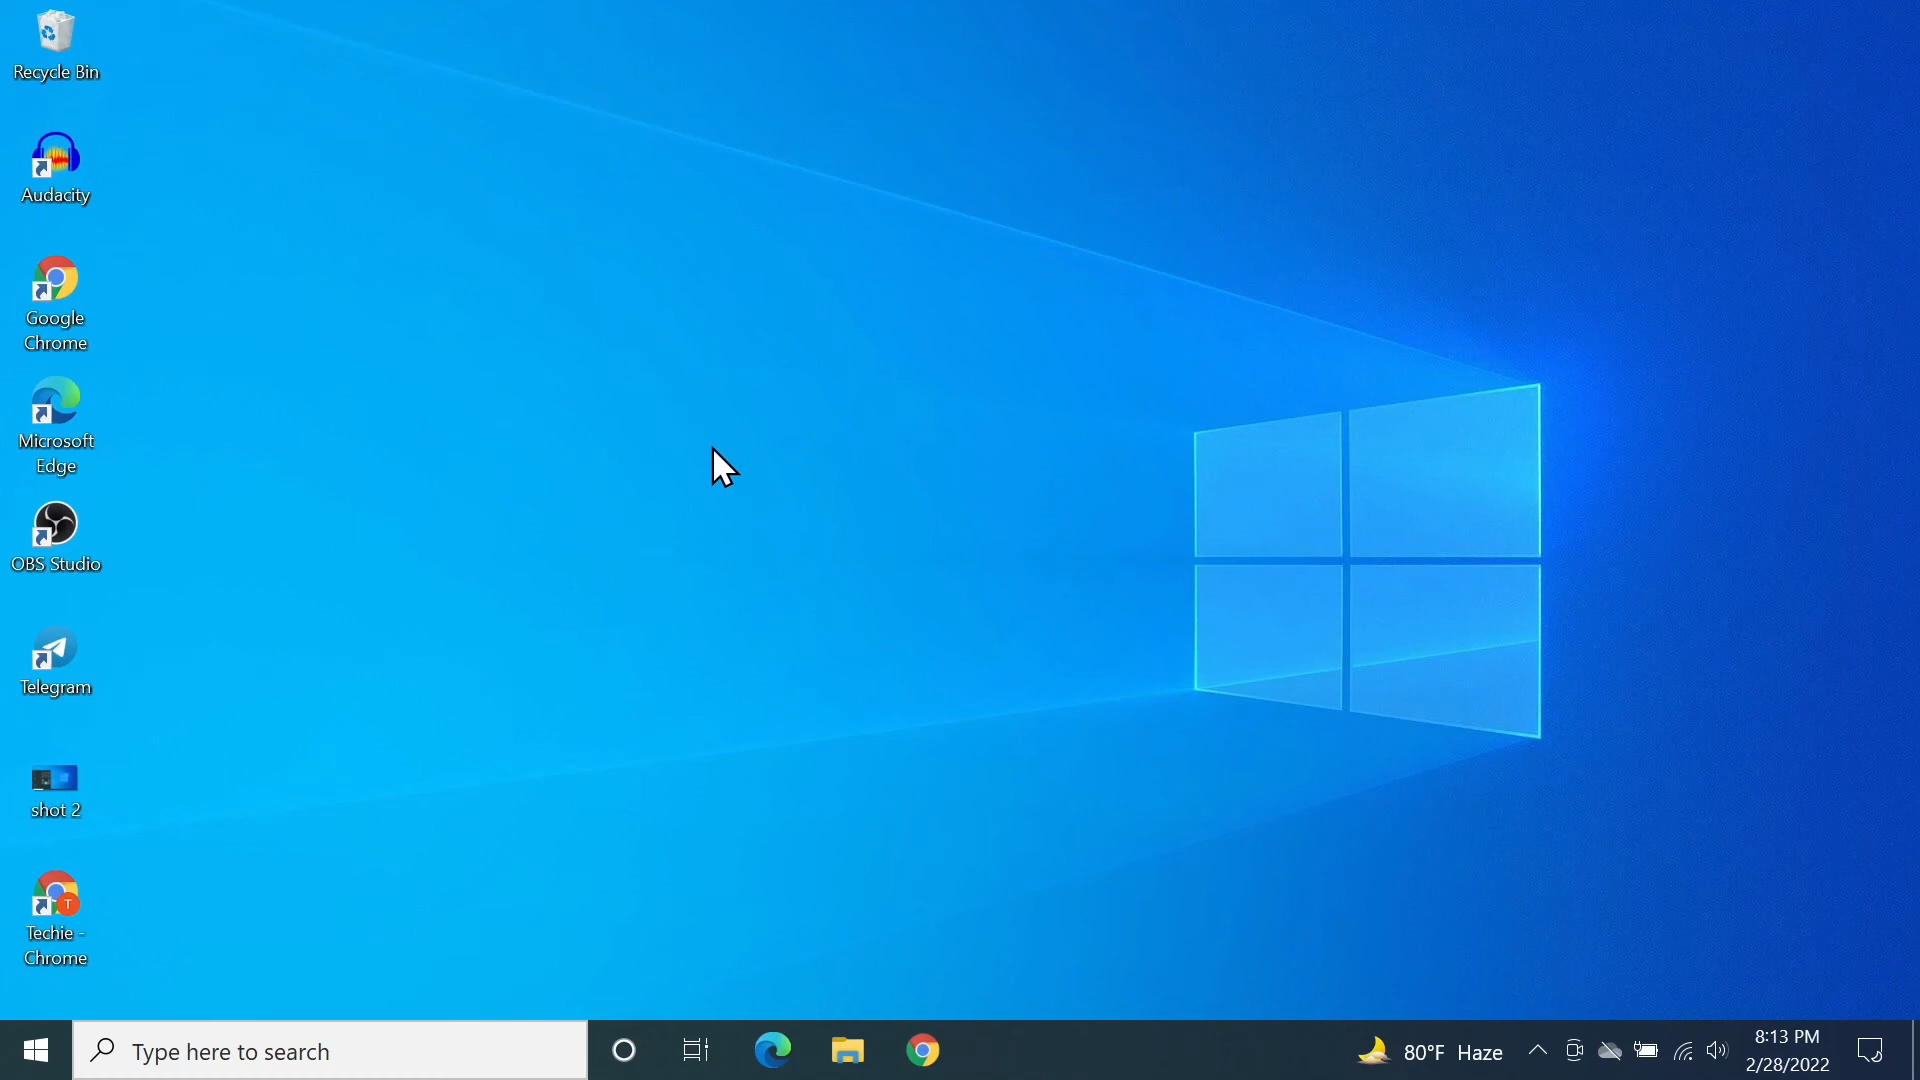 Recycle Bin
Audacity
Google
Chrome
Microsoft
Edge
OBS Studio
Telegram
shot 2
T
Techie -
Chrome
Type here to search
80°F Haze
8:13 PM
2/28/2022